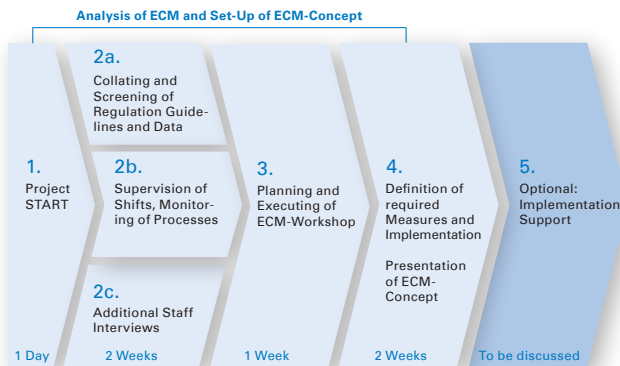 Analysis of ECM and Set-Up of ECM-Concept
1.
Project
START
2a.
Collating and
Screening of
Regulation Guide-
lines and Data
2b.
Supervision of
Shifts, Monitor-
ing of Processes
2c.
Additional Staff
Interviews
3.
Planning and
Executing of
ECM-Workshop
4.
Definition of
required
Measures and
Implementation
Presentation
of ECM-
Concept
5.
Optional:
Implementation
Support
1 Day
2 Weeks
1 Week
2 Weeks
To be discussed